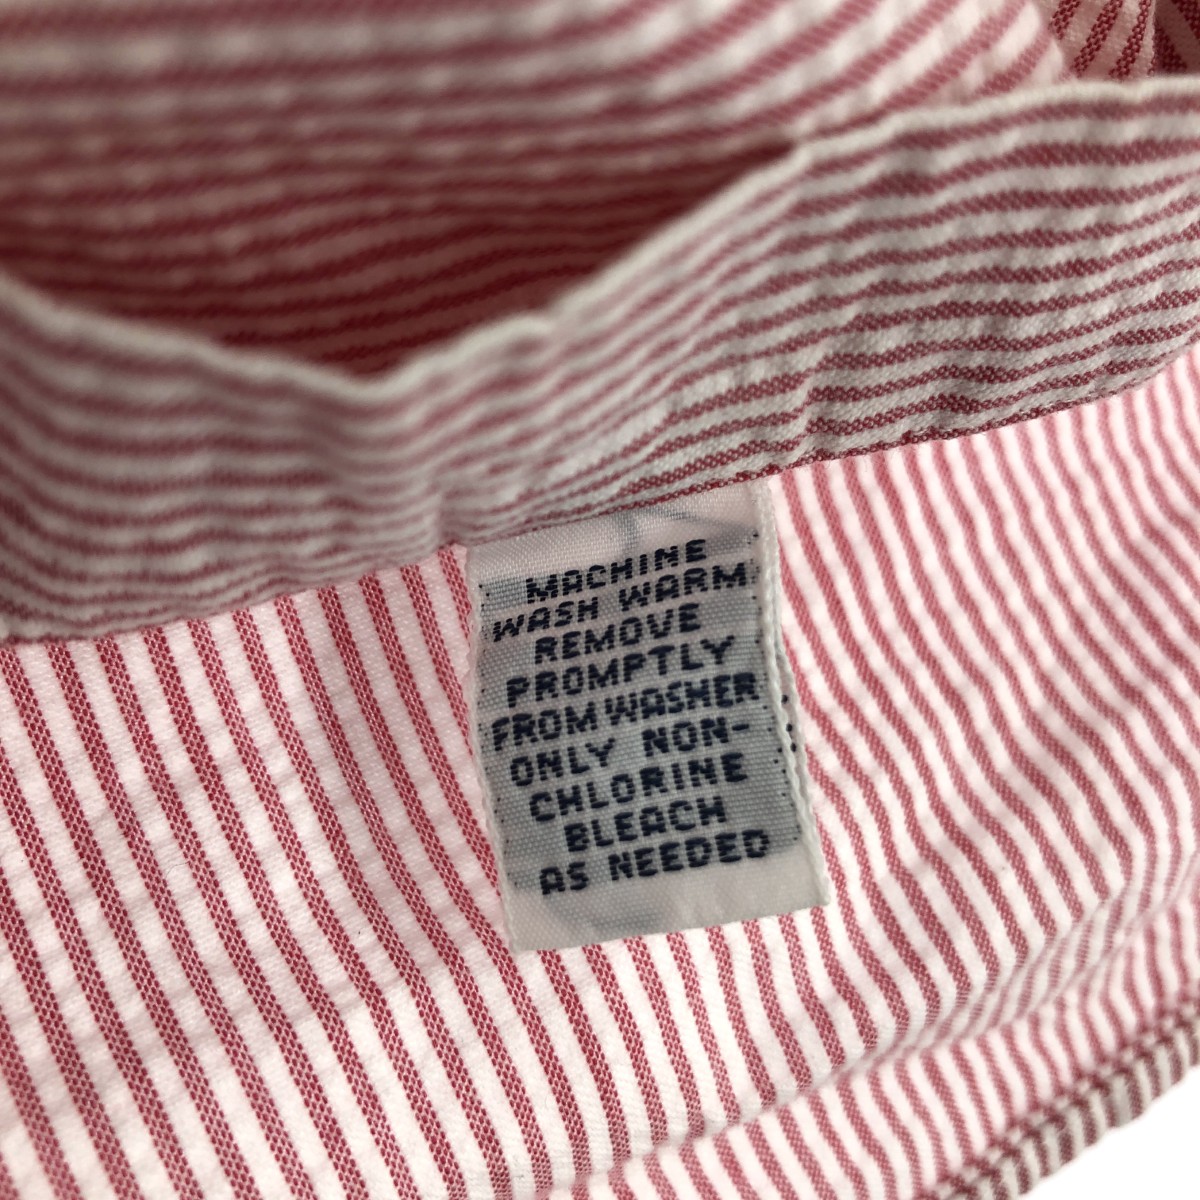 MACHINE
WASH WARM
REMOVE
PROMPTLY
FROM WASHER
ONLY NON-
CHLORINE
BLEACH
AS NEEDED